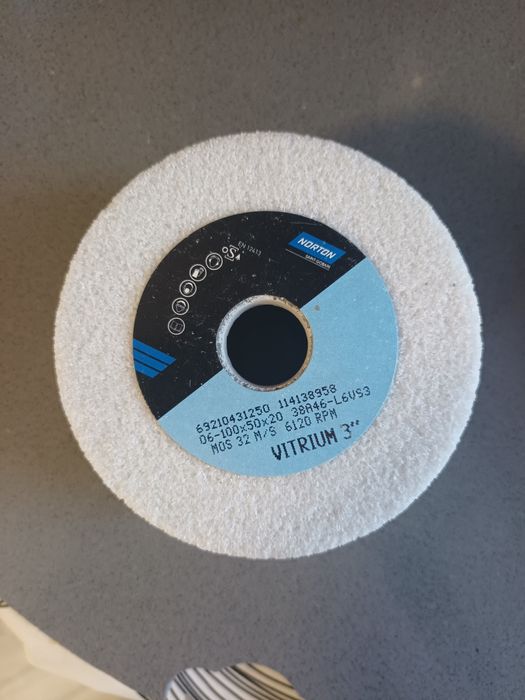 NORTON
SAINT-GOBAIN
EN 12413
69210431250 114138958
06-100x50x20 38A46-L6VS3
MOS 32 M/S 6120 RPM
VITRIUM 3"